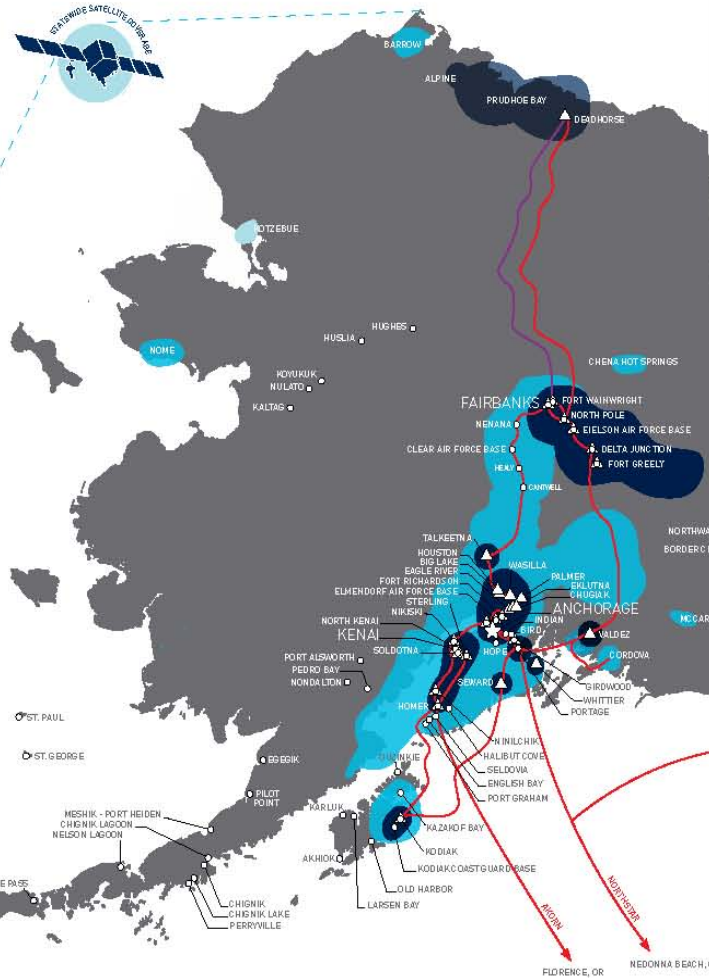 STATEWIDE SATELLITE COVERAGE
BARROW
ALPINE
PRUDHOE BAY
DEADHORSE
KOTZEBUE
HUGHES
HUSLIA
NOME
CHENA HOT SPRINGS
KOYUKUK
NULATO
KALTAG
FAIRBANKS
FORT WAINWRIGHT
NORTH POLE
EIELSON AIR FORCE BASE
NENANA
CLEAR AIR FORCE BASE
DELTA JUNCTION
FORT GREELY
HEALY
CANTWELL
NORTHWA
BORDER C
TALKEETNA
HOUSTON
BIG LAKE
EAGLE RIVER
FORT RICHARDSON
ELMENDORF AIR FORCE BASE
STERLING
NIKISKI
NORTH KENAI
KENAI
SOLDOTNA
WASILLA
PALMER
EKLUTNA
CHUGIAK
ANCHORAGE
INDIAN
BIRD
HOPE
MCCAR
VALDEZ
CORDOVA
PORT ALSWORTH
PEDRO BAY
NONDALTON
SEWARD
GIRDWOOD
WHITTIER
PORTAGE
HOMER
NINILCHIK
HALIBUT COVE
SELDOVIA
ENGLISH BAY
PORT GRAHAM
ST. PAUL
ST. GEORGE
EGEGIK
PILOT
POINT
MESHIK - PORT HEIDEN
CHIGNIK LAGOON
NELSON LAGOON
KARLUK
KAZAKOF BAY
KODIAK
KODIAK COAST GUARD BASE
AKHIOK
OLD HARBOR
LARSEN BAY
E PASS
CHIGNIK
CHIGNIK LAKE
PERRYVILLE
AKORN
NORTHSTAR
FLORENCE, OR
NEDONNA BEACH,